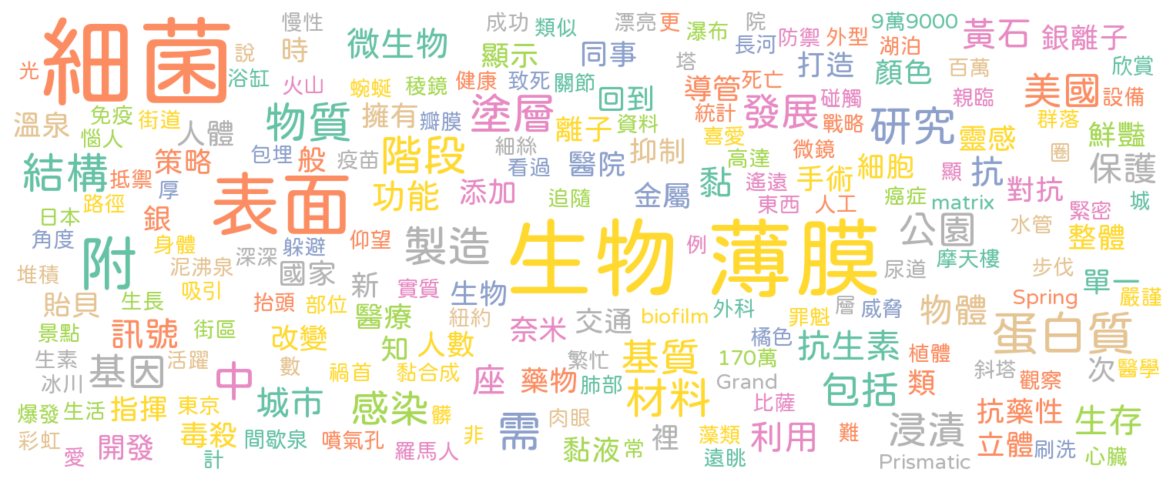 慢性
成功
類似
漂亮
更
瀑布
院
9萬9000
細菌
說
時
微生物
顯示
同事
長河
防禦
外型
湖泊
黃石
銀離子
光
浴缸
火山
蜿蜒
稜鏡
健康
致死
關節
塔
導管
死亡
打造
顏色
百萬
欣賞
溫泉
免疫
街道
惱人
人體
物質
擁有
瓣膜
塗層
回到
離子
資料
統計
發展
碰觸
戰略
研究
親臨
美國
設備
群落
靈感
鮮豔
結構
抵禦
策略
厚
包埋
般
疫苗
階段
細絲
看過
醫院
抑制
喜愛
高達
微鏡
細胞
圈
保護
日本
路徑
銀
表面
功能
添加
追隨
金屬
黏
遙遠
東西
手術
人工
癌症
顯
抗
matrix
對抗
緊密
城
角度
附
身體
躲避
仰望
製造
生物薄膜
例
公園
水管
整體
堆積
泥沸泉
深深
國家
新
實質
生物
尿道
摩天樓
步伐
單一
貽貝
生長
吸引
抬頭
部位
醫療
紐約
奈米
交通
biofilm
外科
罪魁
層
威脅
物體
Spring
嚴謹
景點
訊號
街區
改變
知
人數
橘色
抗生素
植體
蛋白質
生素
冰川
基因
活躍
中
數
禍首
黏合成
座
繁忙
藥物
肺部
基質
170萬
Grand
包括
類
斜塔
觀察
次
醫學
爆發
生活
指揮
東京
城市
感染
髒
需
肉眼
材料
比薩
浸漬
抗藥性
生存
彩虹
愛
開發
毒殺
間歇泉
計
噴氣孔
羅馬人
非
黏液
常
裡
藻類
遠眺
利用
難
Prismatic
立體
刷洗
心臟